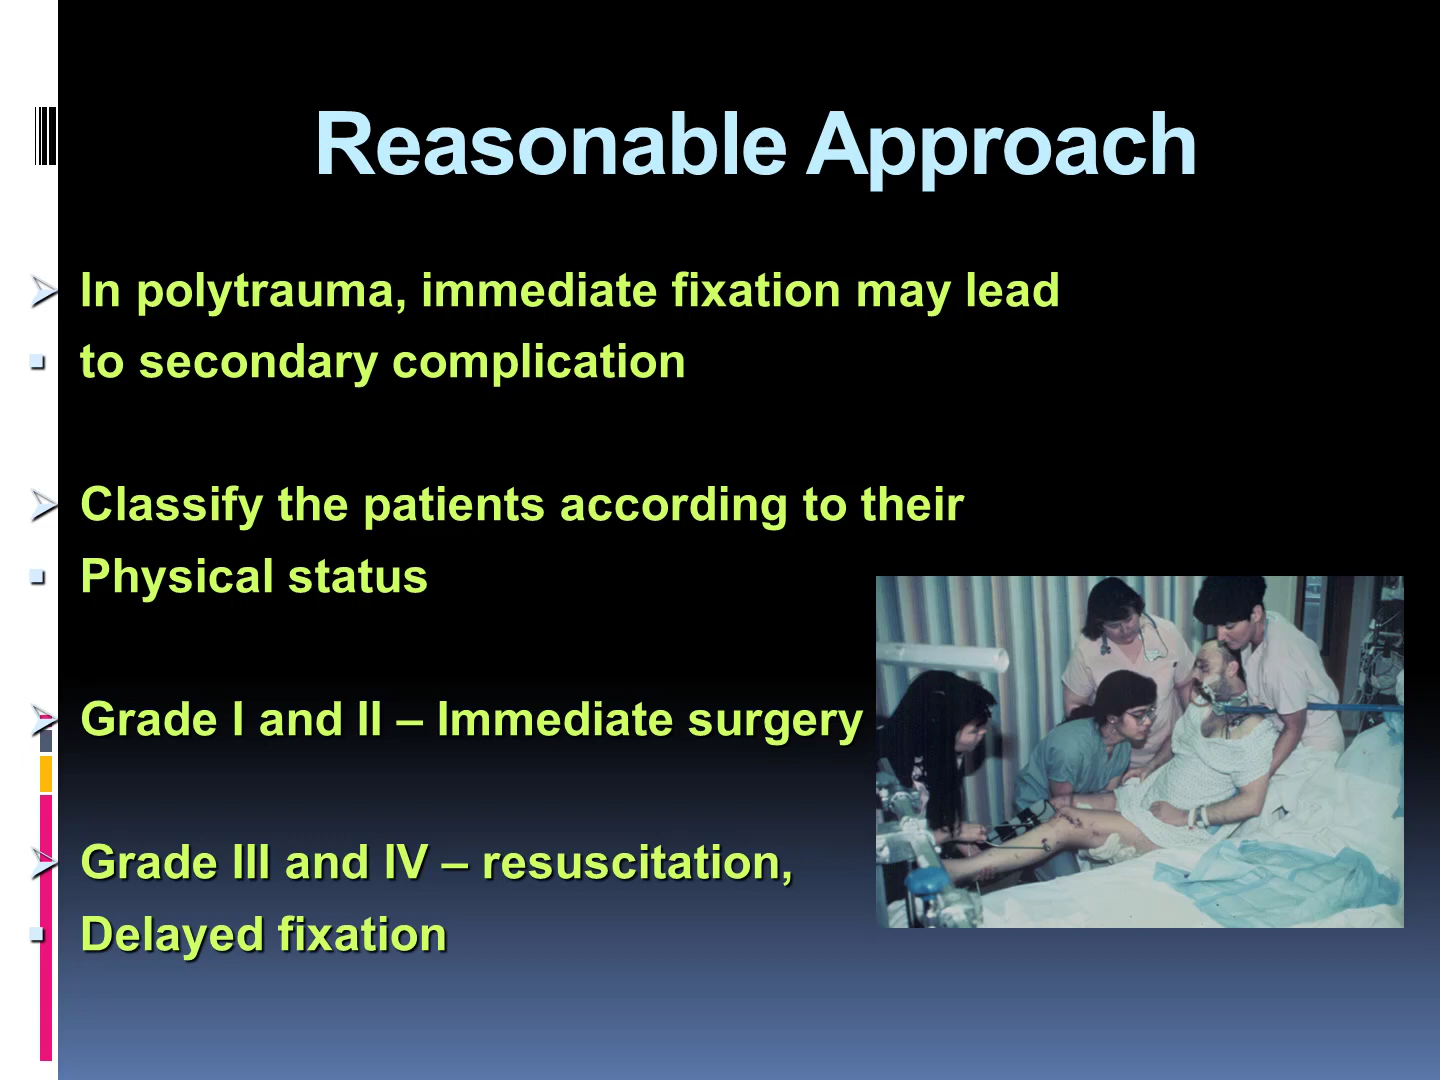 Reasonable Approach
In polytrauma, immediate fixation may lead
to secondary complication
Classify the patients according to their
Physical status
Grade I and II – Immediate surgery
Grade III and IV – resuscitation,
Delayed fixation